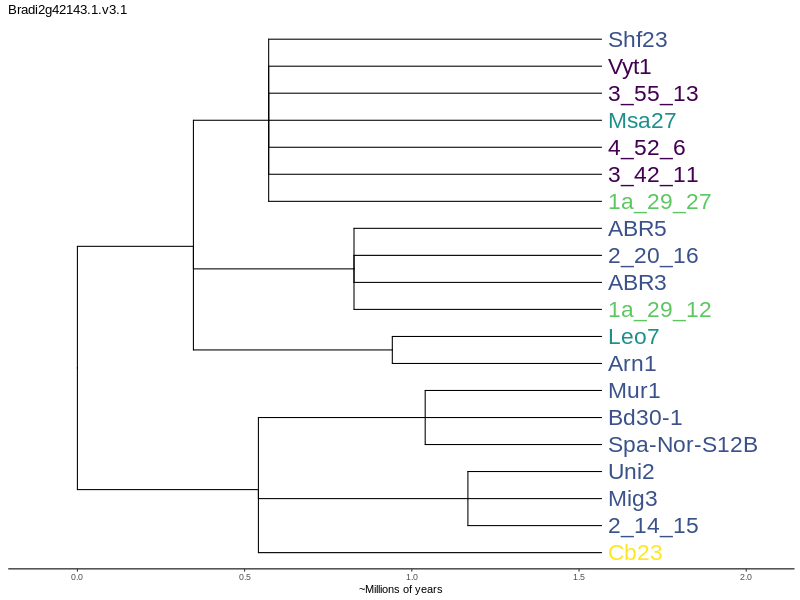 Bradi2g42143.1.v3.1
Shf23
Vyt1
3_55_13
Msa27
4_52_6
3_42_11
1a_29_27
ABR5
2_20_16
ABR3
1a_29_12
Leo7
Arn1
Mur1
Bd30-1
Spa-Nor-S12B
Uni2
Mig3
2_14_15
Cb23
0.0 0.5 1.0 1.5 2.0
~Millions of years